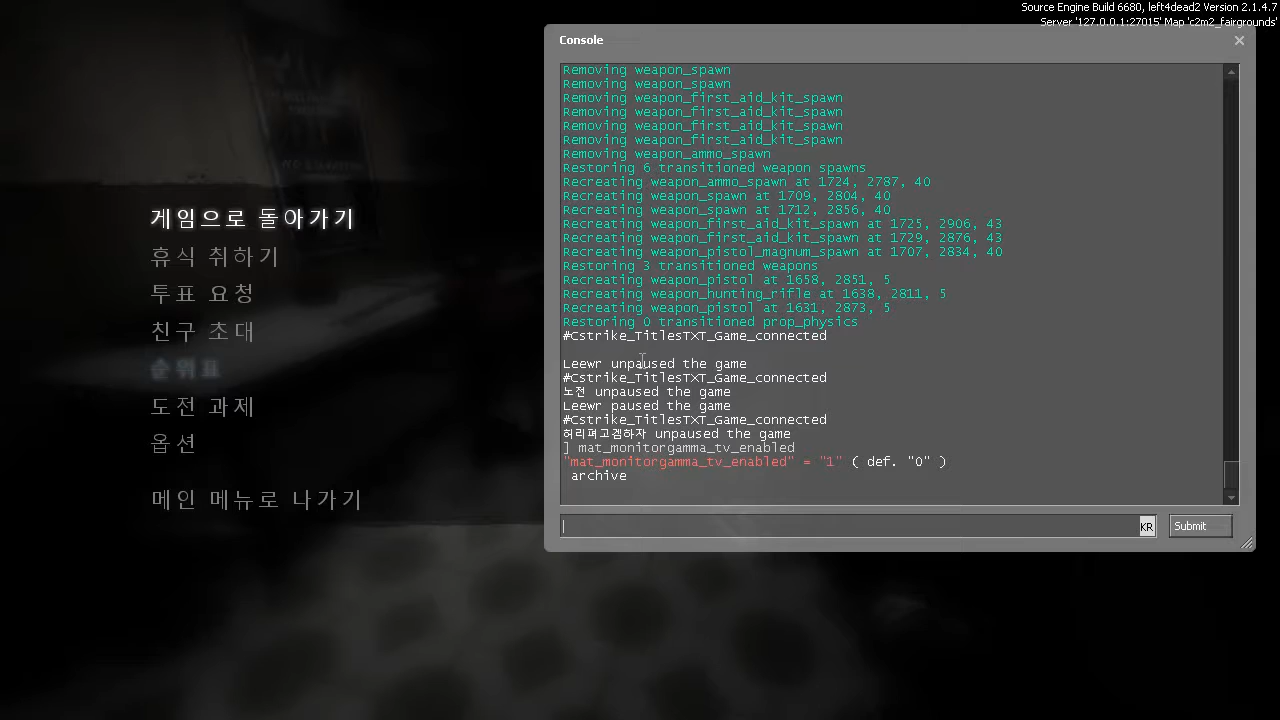 Source Engine Build 6680, left4dead2 Version 2.1.4.7
Server '127.0.0.1:27015' Map 'c2m2_fairgrounds'
게임으로 돌아가기
휴식 취하기
투표 요청
친구 초대
순위표
도전 과제
옵션
메인 메뉴로 나가기
Console
Removing weapon_spawn
Removing weapon_spawn
Removing weapon_first_aid_kit_spawn
Removing weapon_first_aid_kit_spawn
Removing weapon_first_aid_kit_spawn
Removing weapon_first_aid_kit_spawn
Removing weapon_ammo_spawn
Restoring 6 transitioned weapon spawns
Recreating weapon_ammo_spawn at 1724, 2787, 40
Recreating weapon_spawn at 1709, 2804, 40
Recreating weapon_spawn at 1712, 2856, 40
Recreating weapon_first_aid_kit_spawn at 1725, 2906, 43
Recreating weapon_first_aid_kit_spawn at 1729, 2876, 43
Recreating weapon_pistol_magnum_spawn at 1707, 2834, 40
Restoring 3 transitioned weapons
Recreating weapon_pistol at 1658, 2851, 5
Recreating weapon_hunting_rifle at 1638, 2811, 5
Recreating weapon_pistol at 1631, 2873, 5
Restoring 0 transitioned prop_physics
#Cstrike_TitlesTXT_Game_connected
Leewr unpaused the game
#Cstrike_TitlesTXT_Game_connected
노전 unpaused the game
Leewr paused the game
#Cstrike_TitlesTXT_Game_connected
허리펴고겜하자 unpaused the game
] mat_monitorgamma_tv_enabled
"mat_monitorgamma_tv_enabled" = "1" ( def. "0" )
archive
KR
Submit